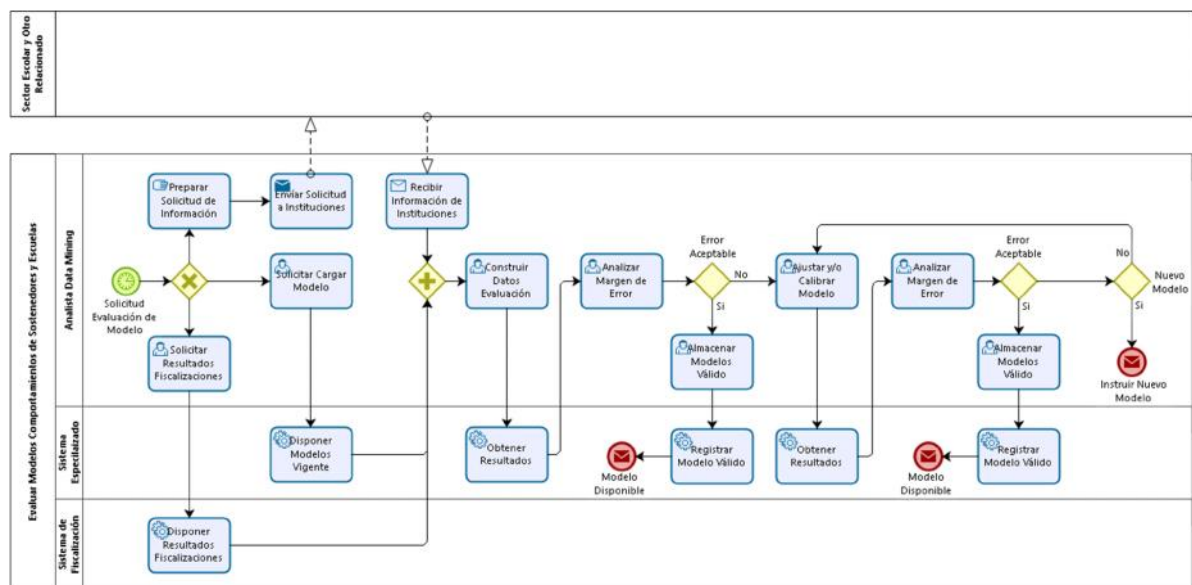 Sector Escolar y Otro
Relacionado
Evaluar Modelos Comportamientos de Sostenedores y Escuelas
Analista Data Mining
Preparar
Solicitud de
Información
Enviar Solicitud
a Instituciones
Recibir
Información de
Instituciones
Solicitud
Evaluación de
Modelo
Solicitar Cargar
Modelo
Solicitar
Resultados
Fiscalizaciones
Construir
Datos
Evaluación
Analizar
Margen de
Error
Error
Aceptable
No
Si
Ajustar y/o
Calibrar
Modelo
Analizar
Margen de
Error
Error
Aceptable
Si
No
Nuevo
Modelo
Si
Almacenar
Modelos
Válido
Almacenar
Modelos
Válido
Instruir Nuevo
Modelo
Sistema
Especilaizado
Disponer
Modelos
Vigente
Obtener
Resultados
Modelo
Disponible
Registrar
Modelo Válido
Obtener
Resultados
Modelo
Disponible
Registrar
Modelo Válido
Sistema de
Fiscalización
Disponer
Resultados
Fiscalizaciones